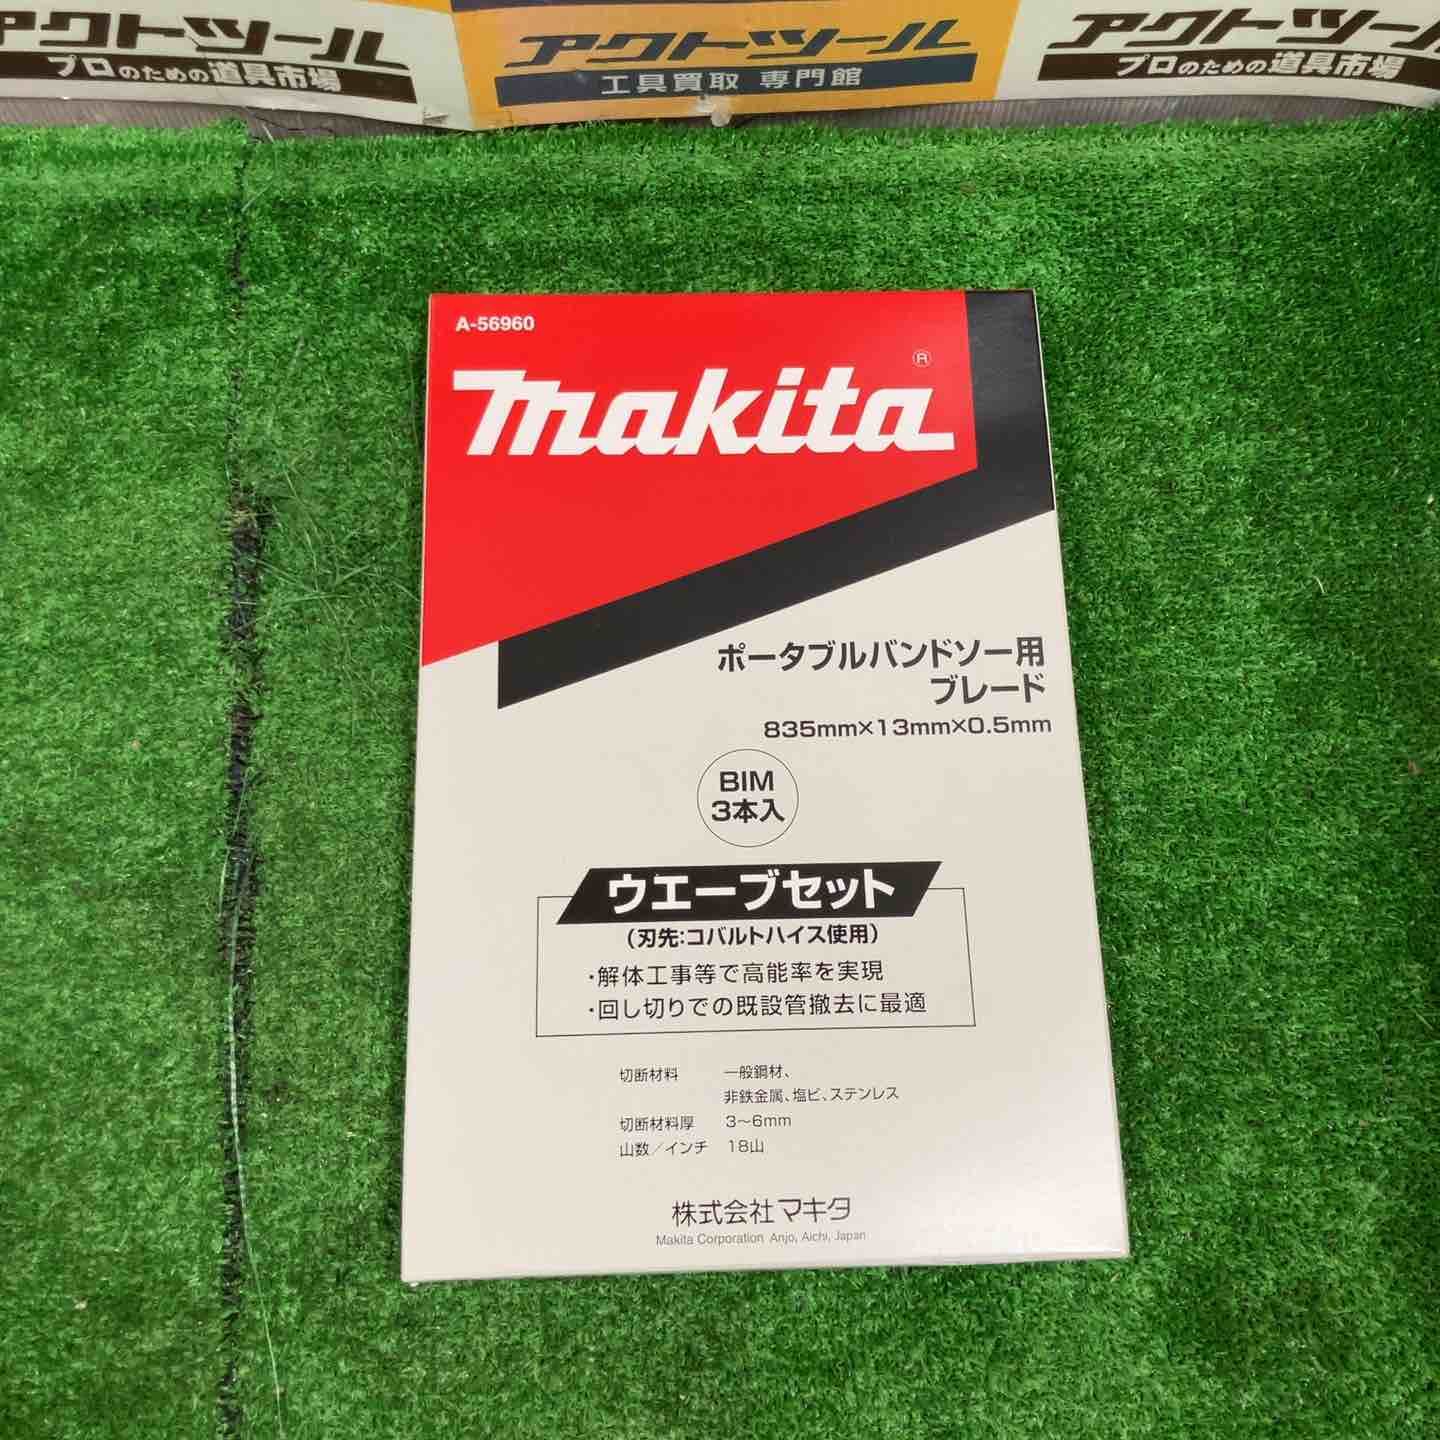 アクトツール
プロのための道具市場
アクトツール
工具買取 専門館
アクトツール
プロのための道具市場
A-56960
makita®
ポータブルバンドソー用
ブレード
835mm×13mm×0.5mm
BIM
3本入
ウエーブセット
（刃先：コバルトハイス使用）
・解体工事等で高能率を実現
・回し切りでの既設管撤去に最適
切断材料 一般鋼材、
非鉄金属、塩ビ、ステンレス
切断材料厚 3～6mm
山数／インチ 18山
株式会社マキタ
Makita Corporation Anjo, Aichi, Japan